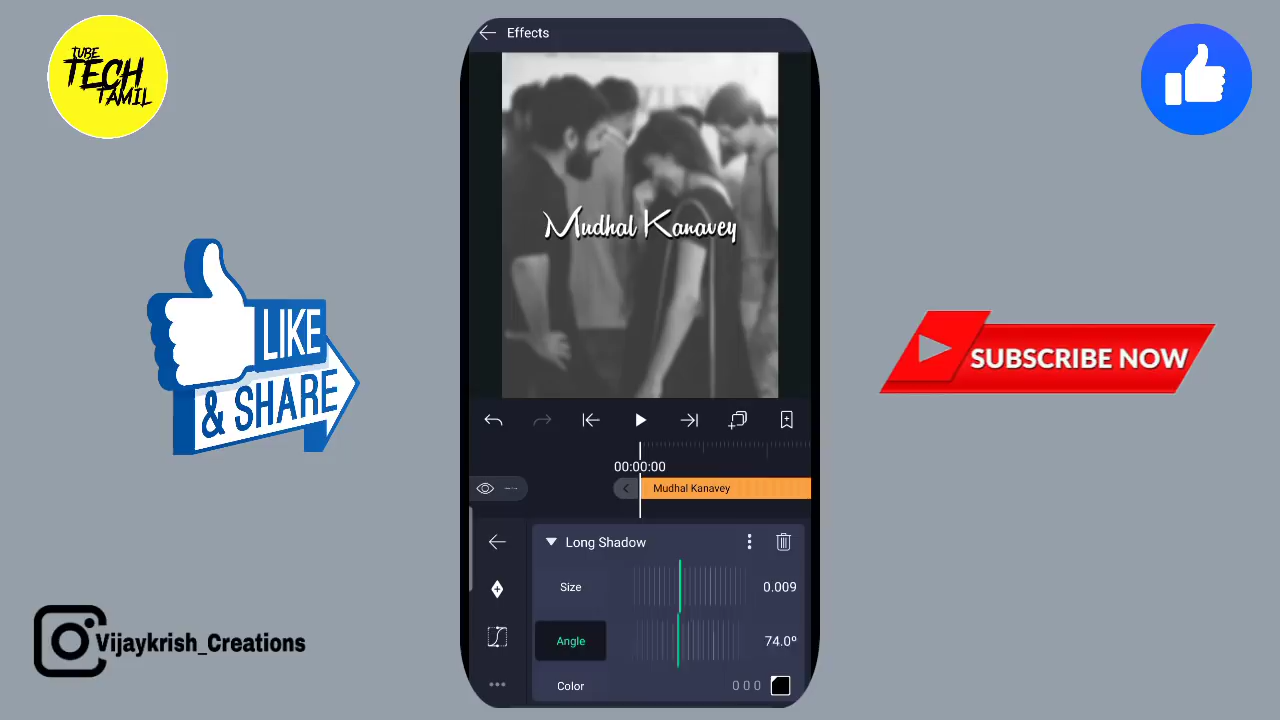 TUBE
TECH
TAMIL
Effects
Mudhal Kanavey
LIKE
& SHARE
SUBSCRIBE NOW
00:00:00
Mudhal Kanavey
Long Shadow
Size 0.009
Angle 74.0º
Color 0 0 0
Vijaykrish_Creations